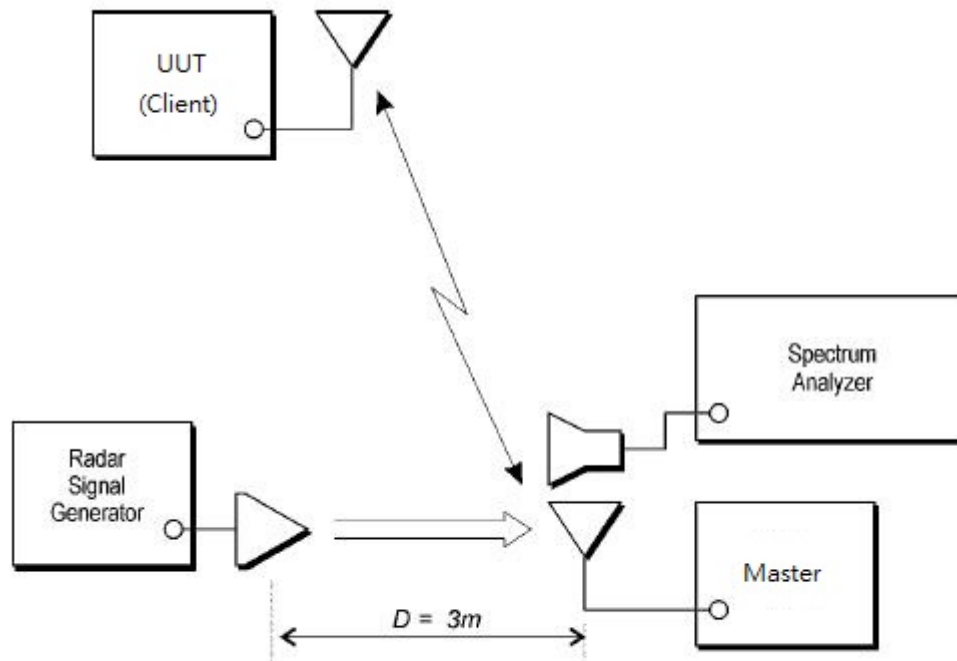 UUT
(Client)
Spectrum
Analyzer
Radar
Signal
Generator
Master
D = 3m